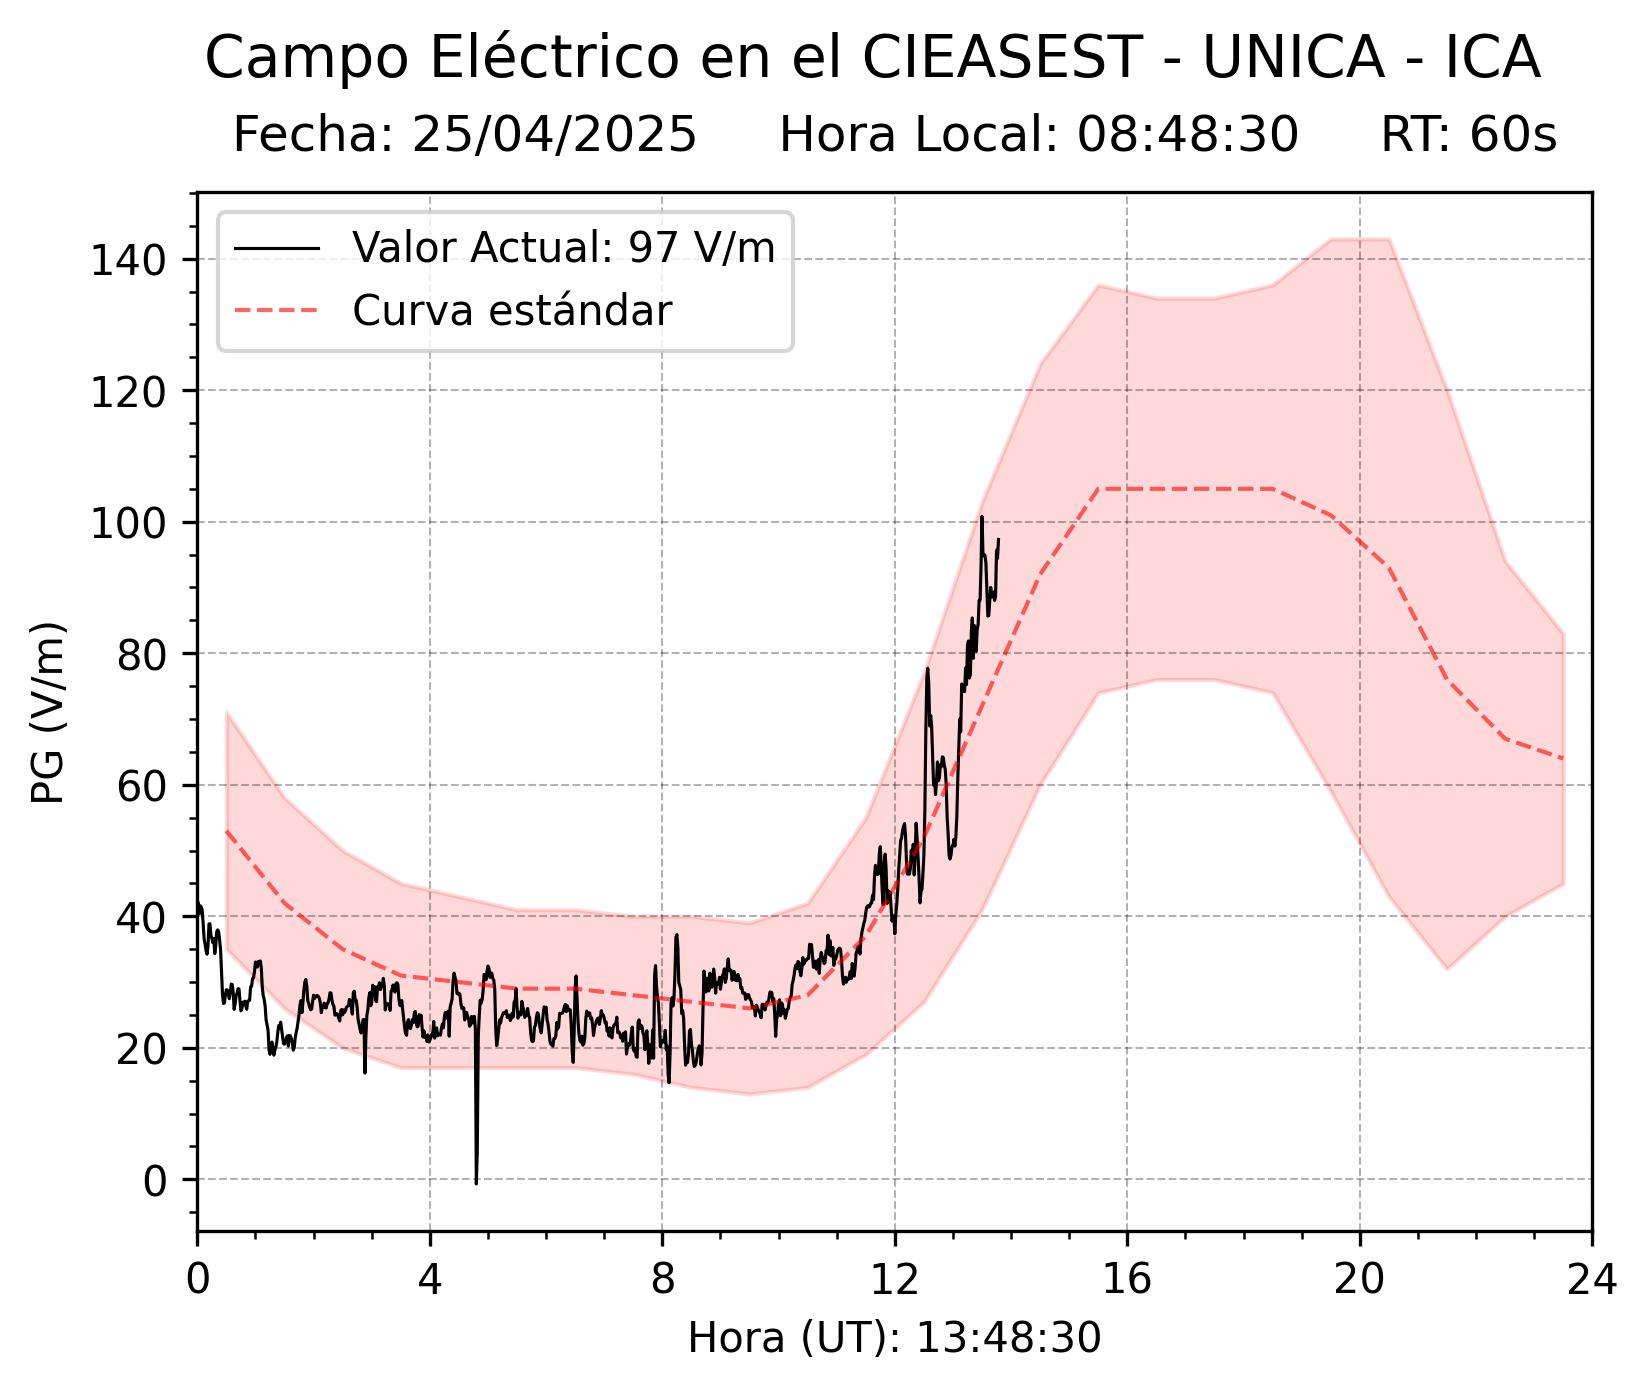 Campo Eléctrico en el CIEASEST - UNICA - ICA
Fecha: 25/04/2025 Hora Local: 08:48:30 RT: 60s
Valor Actual: 97 V/m
Curva estándar
PG (V/m)
140
120
100
80
60
40
20
0
0 4 8 12 16 20 24
Hora (UT): 13:48:30